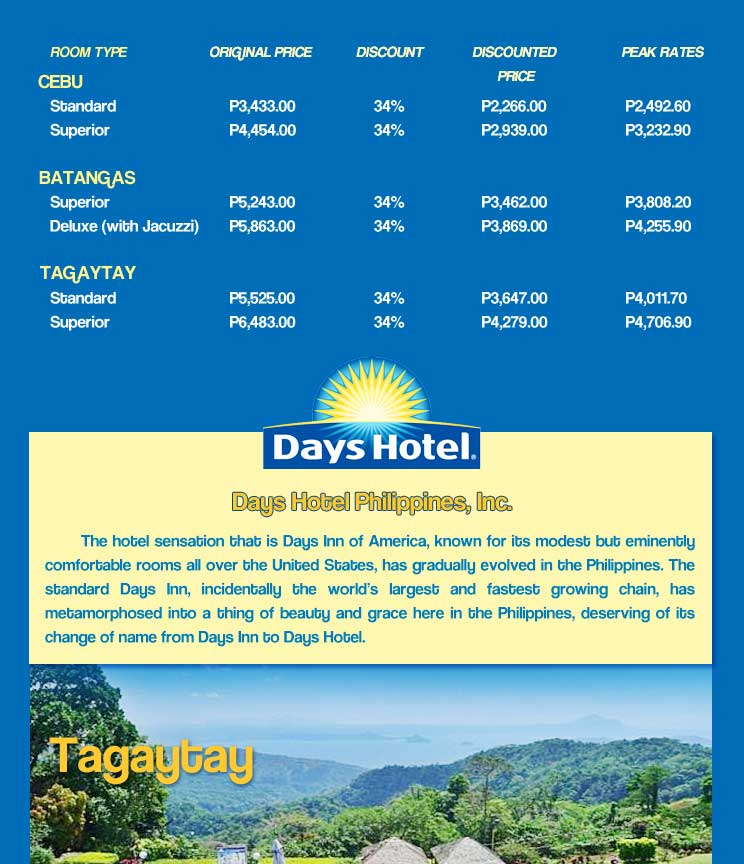 ROOM TYPE ORIGINAL PRICE DISCOUNT DISCOUNTED PRICE PEAK RATES
CEBU
Standard P3,433.00 34% P2,266.00 P2,492.60
Superior P4,454.00 34% P2,939.00 P3,232.90
BATANGAS
Superior P5,243.00 34% P3,462.00 P3,808.20
Deluxe (with Jacuzzi) P5,863.00 34% P3,869.00 P4,255.90
TAGAYTAY
Standard P5,525.00 34% P3,647.00 P4,011.70
Superior P6,483.00 34% P4,279.00 P4,706.90
Days Hotel®
Days Hotel Philippines, Inc.
The hotel sensation that is Days Inn of America, known for its modest but eminently
comfortable rooms all over the United States, has gradually evolved in the Philippines. The
standard Days Inn, incidentally the world's largest and fastest growing chain, has
metamorphosed into a thing of beauty and grace here in the Philippines, deserving of its
change of name from Days Inn to Days Hotel.
Tagaytay